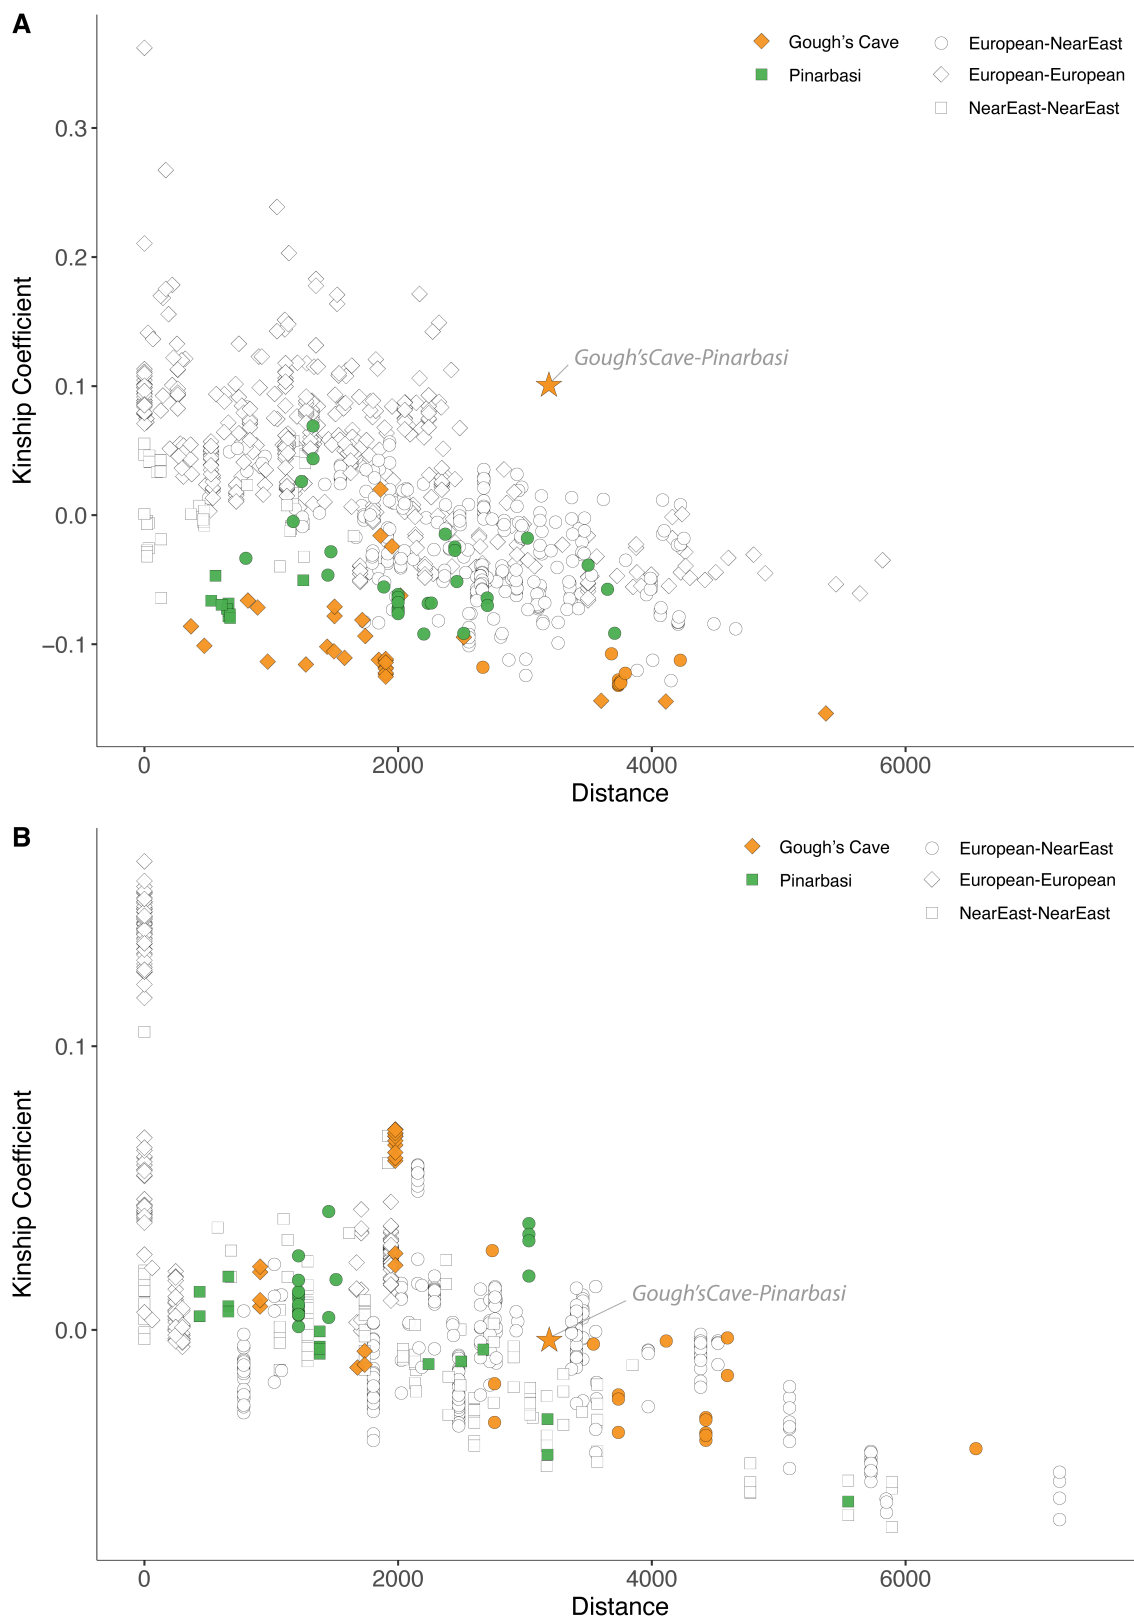 A
Gough's Cave
European-NearEast
Pinarbasi
European-European
NearEast-NearEast
0.3
0.2
Gough'sCave-Pinarbasi
0.1
0.0
−0.1
Kinship Coefficient
0
2000
4000
6000
Distance
B
Gough's Cave
European-NearEast
Pinarbasi
European-European
NearEast-NearEast
0.1
Gough'sCave-Pinarbasi
0.0
Kinship Coefficient
0
2000
4000
6000
Distance